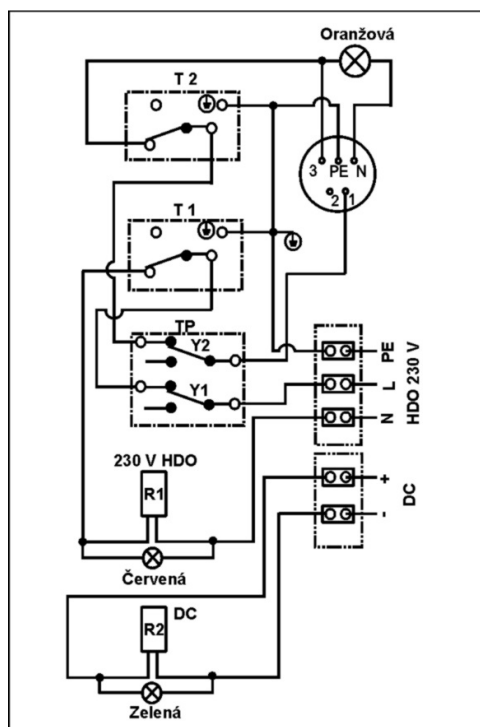 Oranžová
T 2
3 PE N
2 1
T 1
TP
Y2
Y1
PE
L
N
HDO 230 V
230 V HDO
R1
Červená
+
-
DC
DC
R2
Zelená